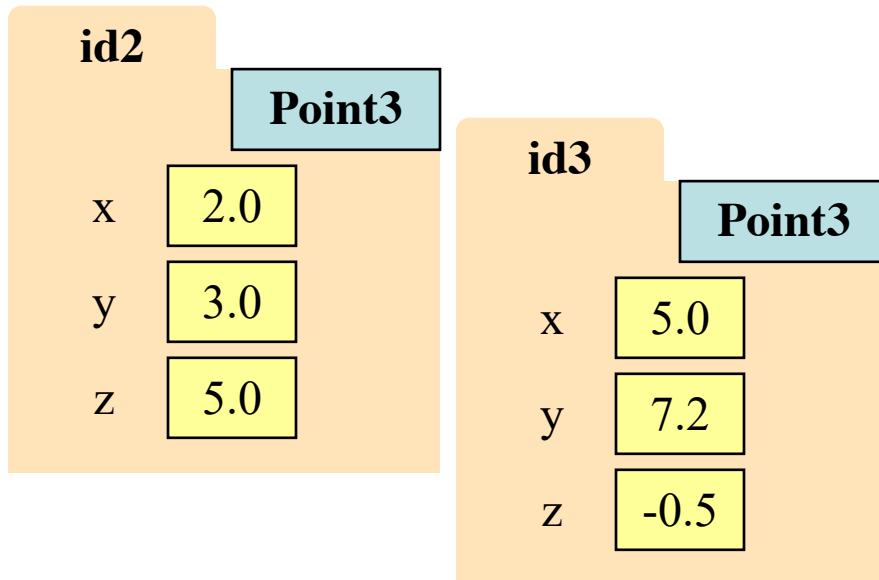 id2
Point3
x 2.0
y 3.0
z 5.0
id3
Point3
x 5.0
y 7.2
z -0.5